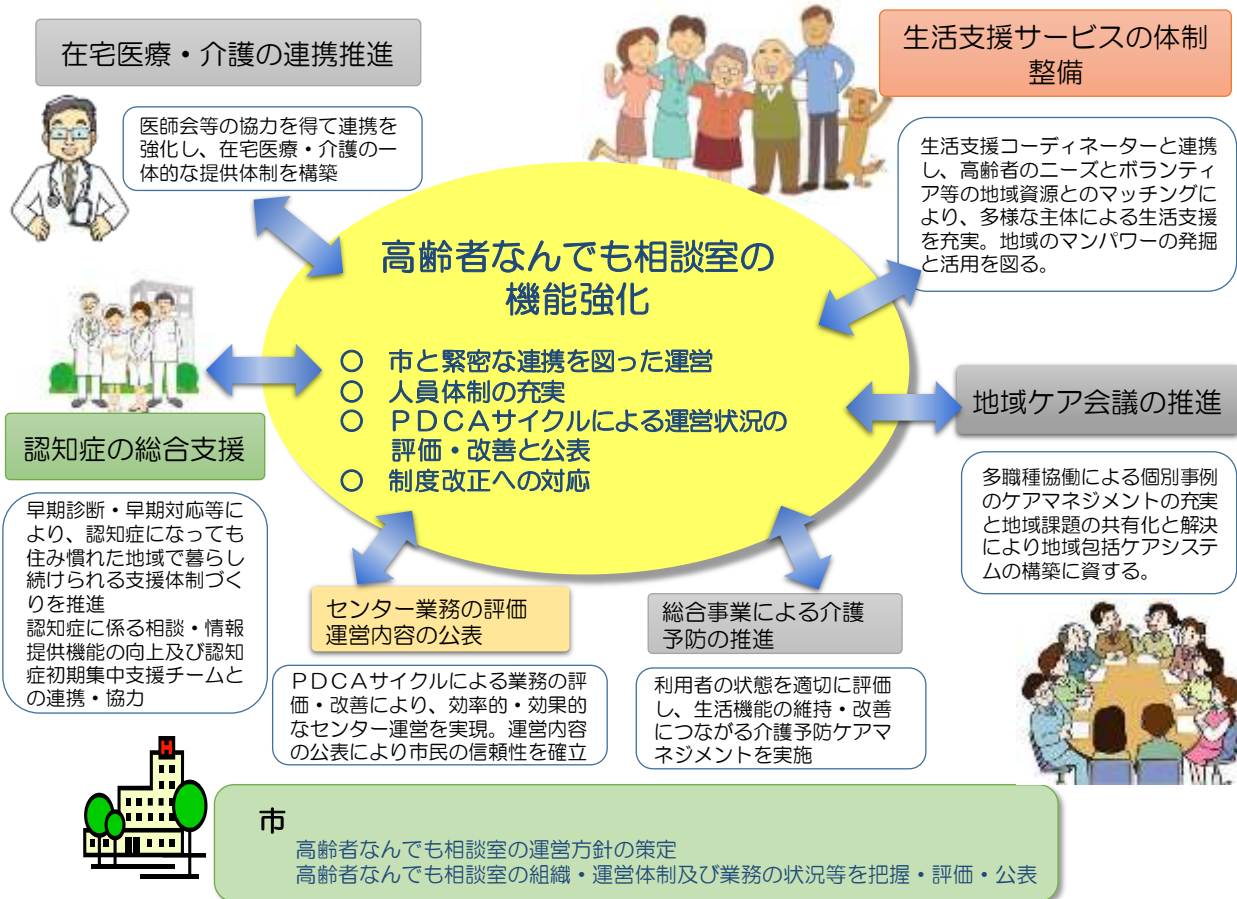 在宅医療・介護の連携推進
医師会等の協力を得て連携を
強化し、在宅医療・介護の一
体的な提供体制を構築
生活支援サービスの体制
整備
生活支援コーディネーターと連携
し、高齢者のニーズとボランティ
ア等の地域資源とのマッチングに
より、多様な主体による生活支援
を充実。地域のマンパワーの発掘
と活用を図る。
高齢者なんでも相談室の
機能強化
○ 市と緊密な連携を図った運営
○ 人員体制の充実
○ ＰＤＣＡサイクルによる運営状況の
評価・改善と公表
○ 制度改正への対応
認知症の総合支援
早期診断・早期対応等に
より、認知症になっても
住み慣れた地域で暮らし
続けられる支援体制づく
りを推進
認知症に係る相談・情報
提供機能の向上及び認知
症初期集中支援チームと
の連携・協力
地域ケア会議の推進
多職種協働による個別事例
のケアマネジメントの充実
と地域課題の共有化と解決
により地域包括ケアシステ
ムの構築に資する。
センター業務の評価
運営内容の公表
ＰＤＣＡサイクルによる業務の評
価・改善により、効率的・効果的
なセンター運営を実現。運営内容
の公表により市民の信頼性を確立
総合事業による介護
予防の推進
利用者の状態を適切に評価
し、生活機能の維持・改善
につながる介護予防ケアマ
ネジメントを実施
H
市
高齢者なんでも相談室の運営方針の策定
高齢者なんでも相談室の組織・運営体制及び業務の状況等を把握・評価・公表